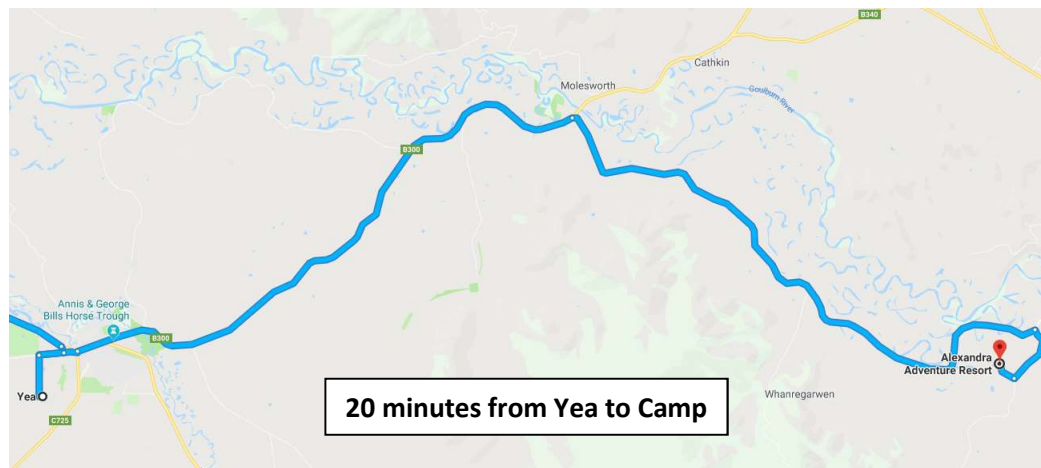 B340
Cathkin
Molesworth
Goulburn River
B300
Annis & George
Bills Horse Trough
B300
Alexandra
Adventure Resort
Yea
Whanregarwen
C725
20 minutes from Yea to Camp